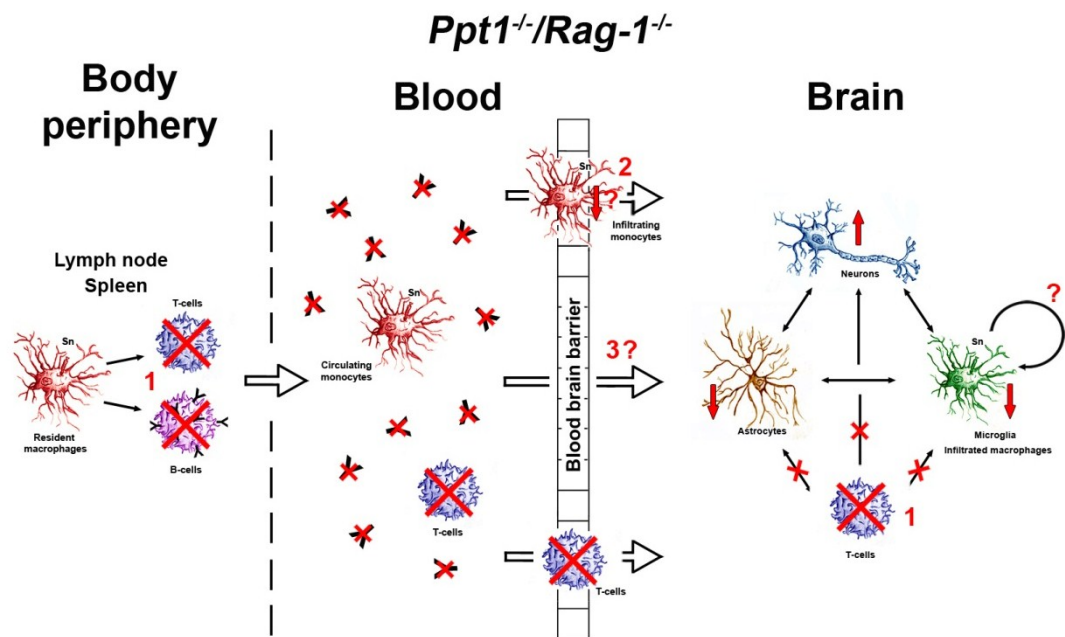 Ppt1-/-/Rag-1-/-
Body
periphery
Blood
Brain
Lymph node
Spleen
T-cells
Sn
1
Resident
macrophages
B-cells
Sn
Circulating
monocytes
T-cells
Sn
2
?
Infiltrating
monocytes
Blood brain barrier
3?
T-cells
Neurons
?
Sn
Astrocytes
Microglia
Infiltrated macrophages
1
T-cells